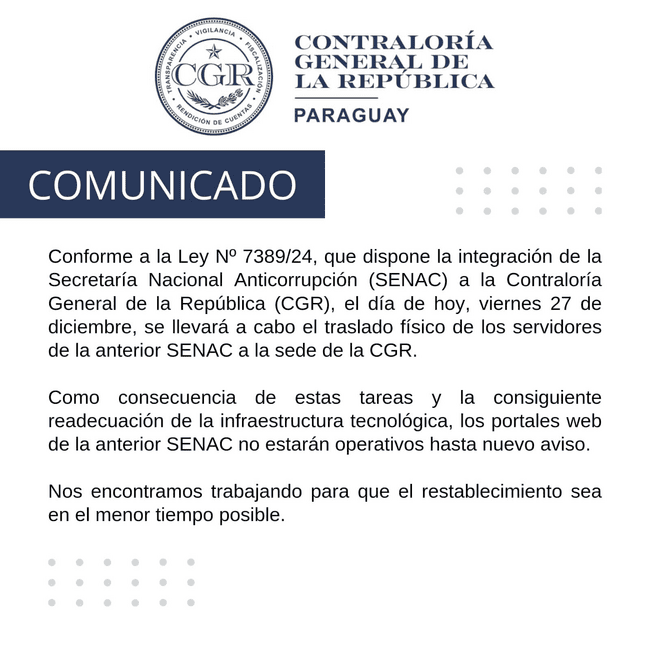 TRANSPARENCIA • VIGILANCIA • FISCALIZACIÓN
CGR
RENDICIÓN DE CUENTAS
CONTRALORÍA
GENERAL DE
LA REPÚBLICA
PARAGUAY
COMUNICADO
Conforme a la Ley Nº 7389/24, que dispone la integración de la
Secretaría Nacional Anticorrupción (SENAC) a la Contraloría
General de la República (CGR), el día de hoy, viernes 27 de
diciembre, se llevará a cabo el traslado físico de los servidores
de la anterior SENAC a la sede de la CGR.
Como consecuencia de estas tareas y la consiguiente
readecuación de la infraestructura tecnológica, los portales web
de la anterior SENAC no estarán operativos hasta nuevo aviso.
Nos encontramos trabajando para que el restablecimiento sea
en el menor tiempo posible.